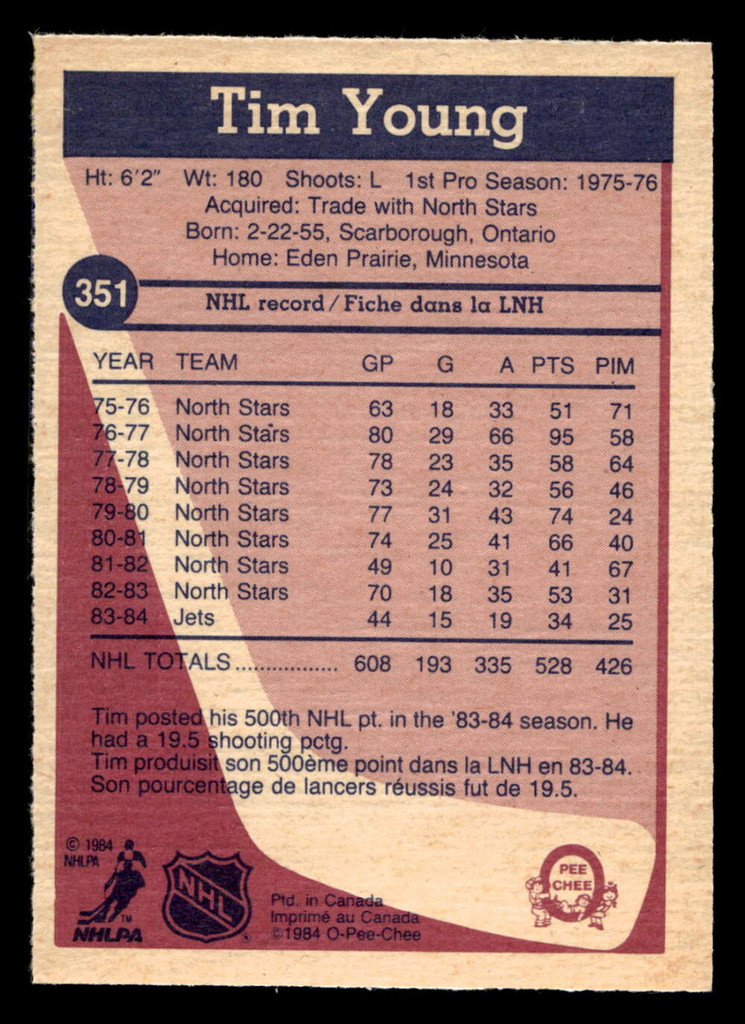 Tim Young
Ht: 6'2" Wt: 180 Shoots: L 1st Pro Season: 1975-76
Acquired: Trade with North Stars
Born: 2-22-55, Scarborough, Ontario
Home: Eden Prairie, Minnesota
351
NHL record/Fiche dans la LNH
YEAR TEAM GP G A PTS PIM
75-76 North Stars 63 18 33 51 71
76-77 North Stars 80 29 66 95 58
77-78 North Stars 78 23 35 58 64
78-79 North Stars 73 24 32 56 46
79-80 North Stars 77 31 43 74 24
80-81 North Stars 74 25 41 66 40
81-82 North Stars 49 10 31 41 67
82-83 North Stars 70 18 35 53 31
83-84 Jets 44 15 19 34 25
NHL TOTALS................. 608 193 335 528 426
Tim posted his 500th NHL pt. in the '83-84 season. He
had a 19.5 shooting pctg.
Tim produisit son 500ème point dans la LNH en 83-84.
Son pourcentage de lancers réussis fut de 19.5.
© 1984
NHLPA
TM
NHLPA
NHL
Ptd. in Canada
Imprimé au Canada
©1984 O-Pee-Chee
PEE
CHEE